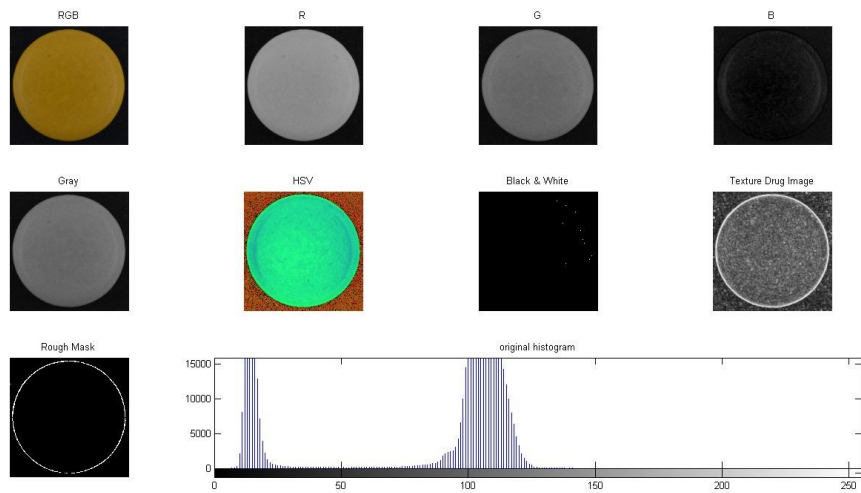 RGB
R
G
B
Gray
HSV
Black & White
Texture Drug Image
Rough Mask
original histogram
15000
10000
5000
0
0
50
100
150
200
250